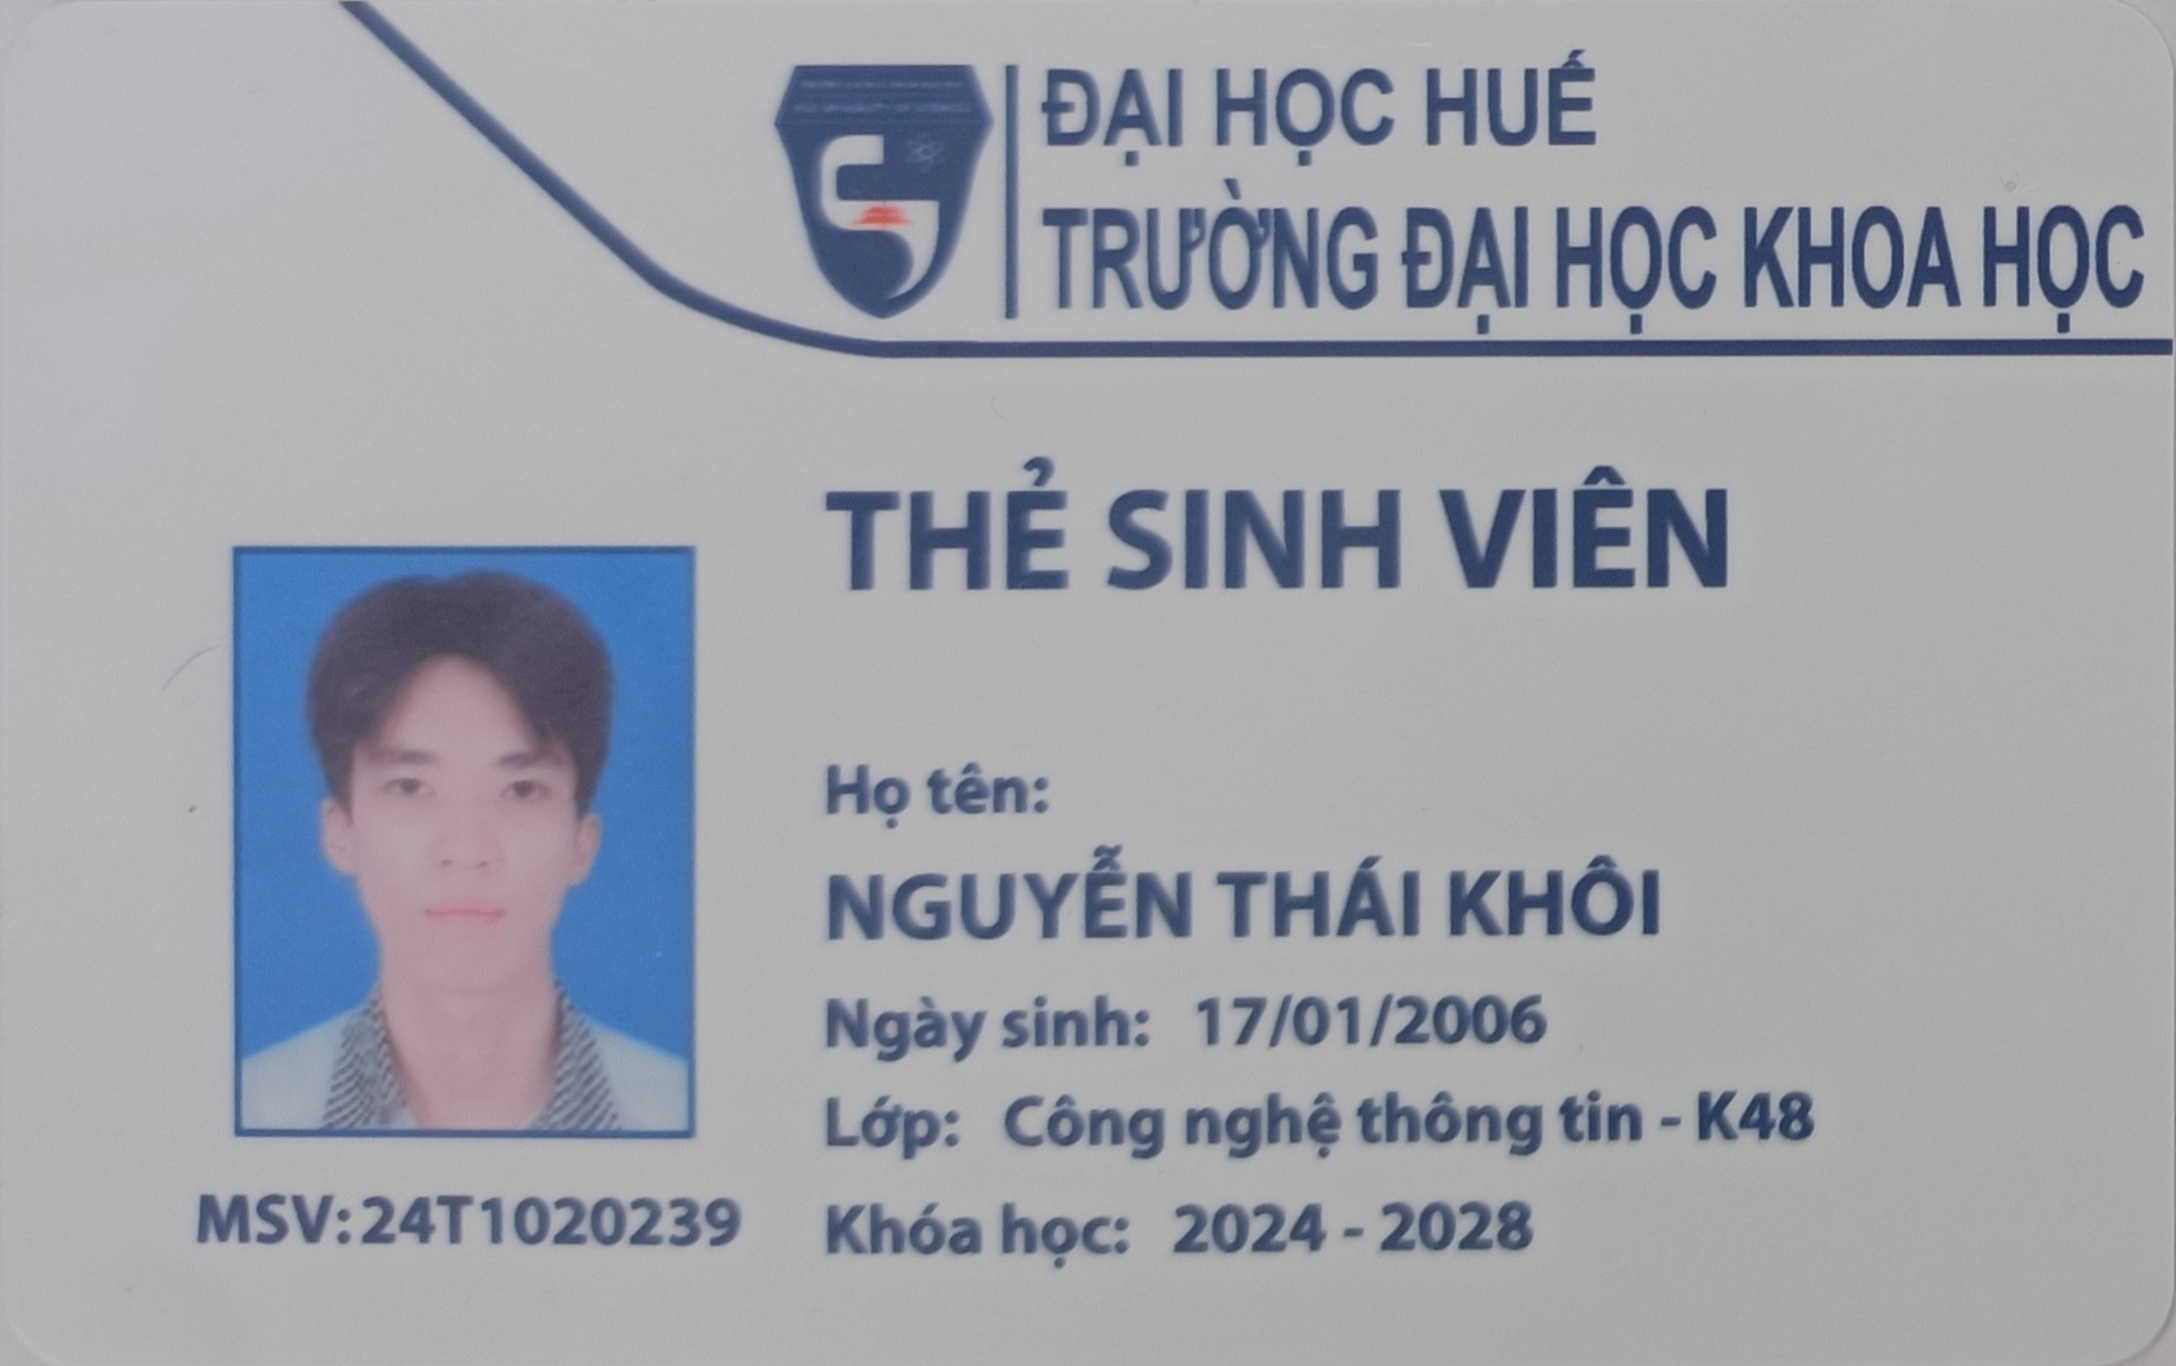 ĐẠI HỌC HUẾ
TRƯỜNG ĐẠI HỌC KHOA HỌC
THẺ SINH VIÊN
Họ tên:
NGUYỄN THÁI KHÔI
Ngày sinh: 17/01/2006
Lớp: Công nghệ thông tin - K48
Khóa học: 2024 - 2028
MSV: 24T1020239